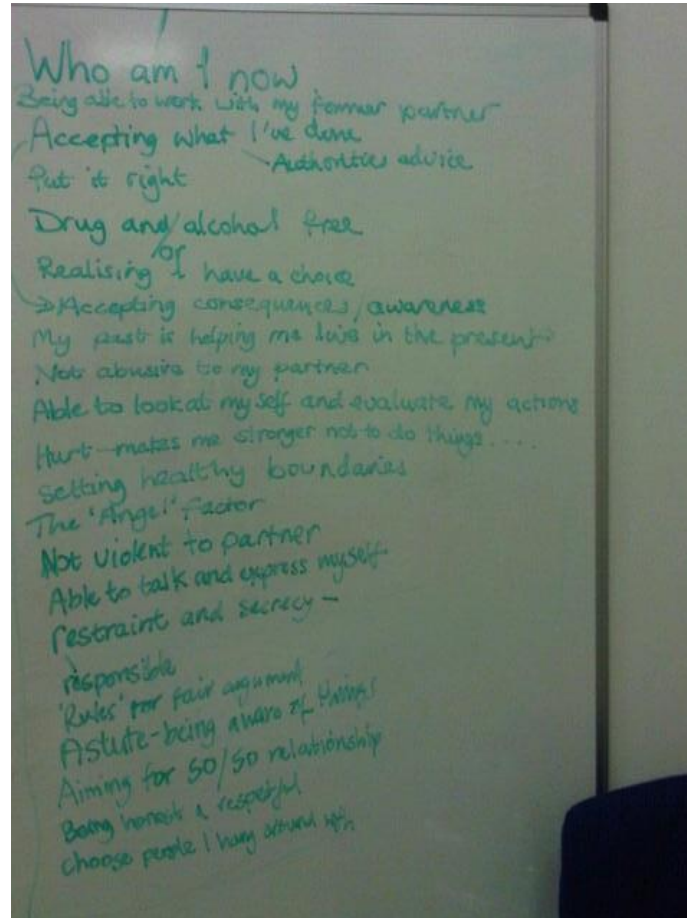 Who am I now
Being able to work with my former partner
Accepting what I've done
Authorities advice
Put it right
Drug and/or alcohol free
Realising I have a choice
Accepting consequences/awareness
My past is helping me live in the present
Not abusive to my partner
Able to look at myself and evaluate my actions
Hurt - makes me stronger not to do things....
setting healthy boundaries
The 'Angel' Factor
Not violent to partner
Able to talk and express myself
restraint and secrecy -
responsible
'Rules' for fair argument
Astute - being aware of things
Aiming for 50/50 relationship
Being honest & respectful
choose people I hang around with